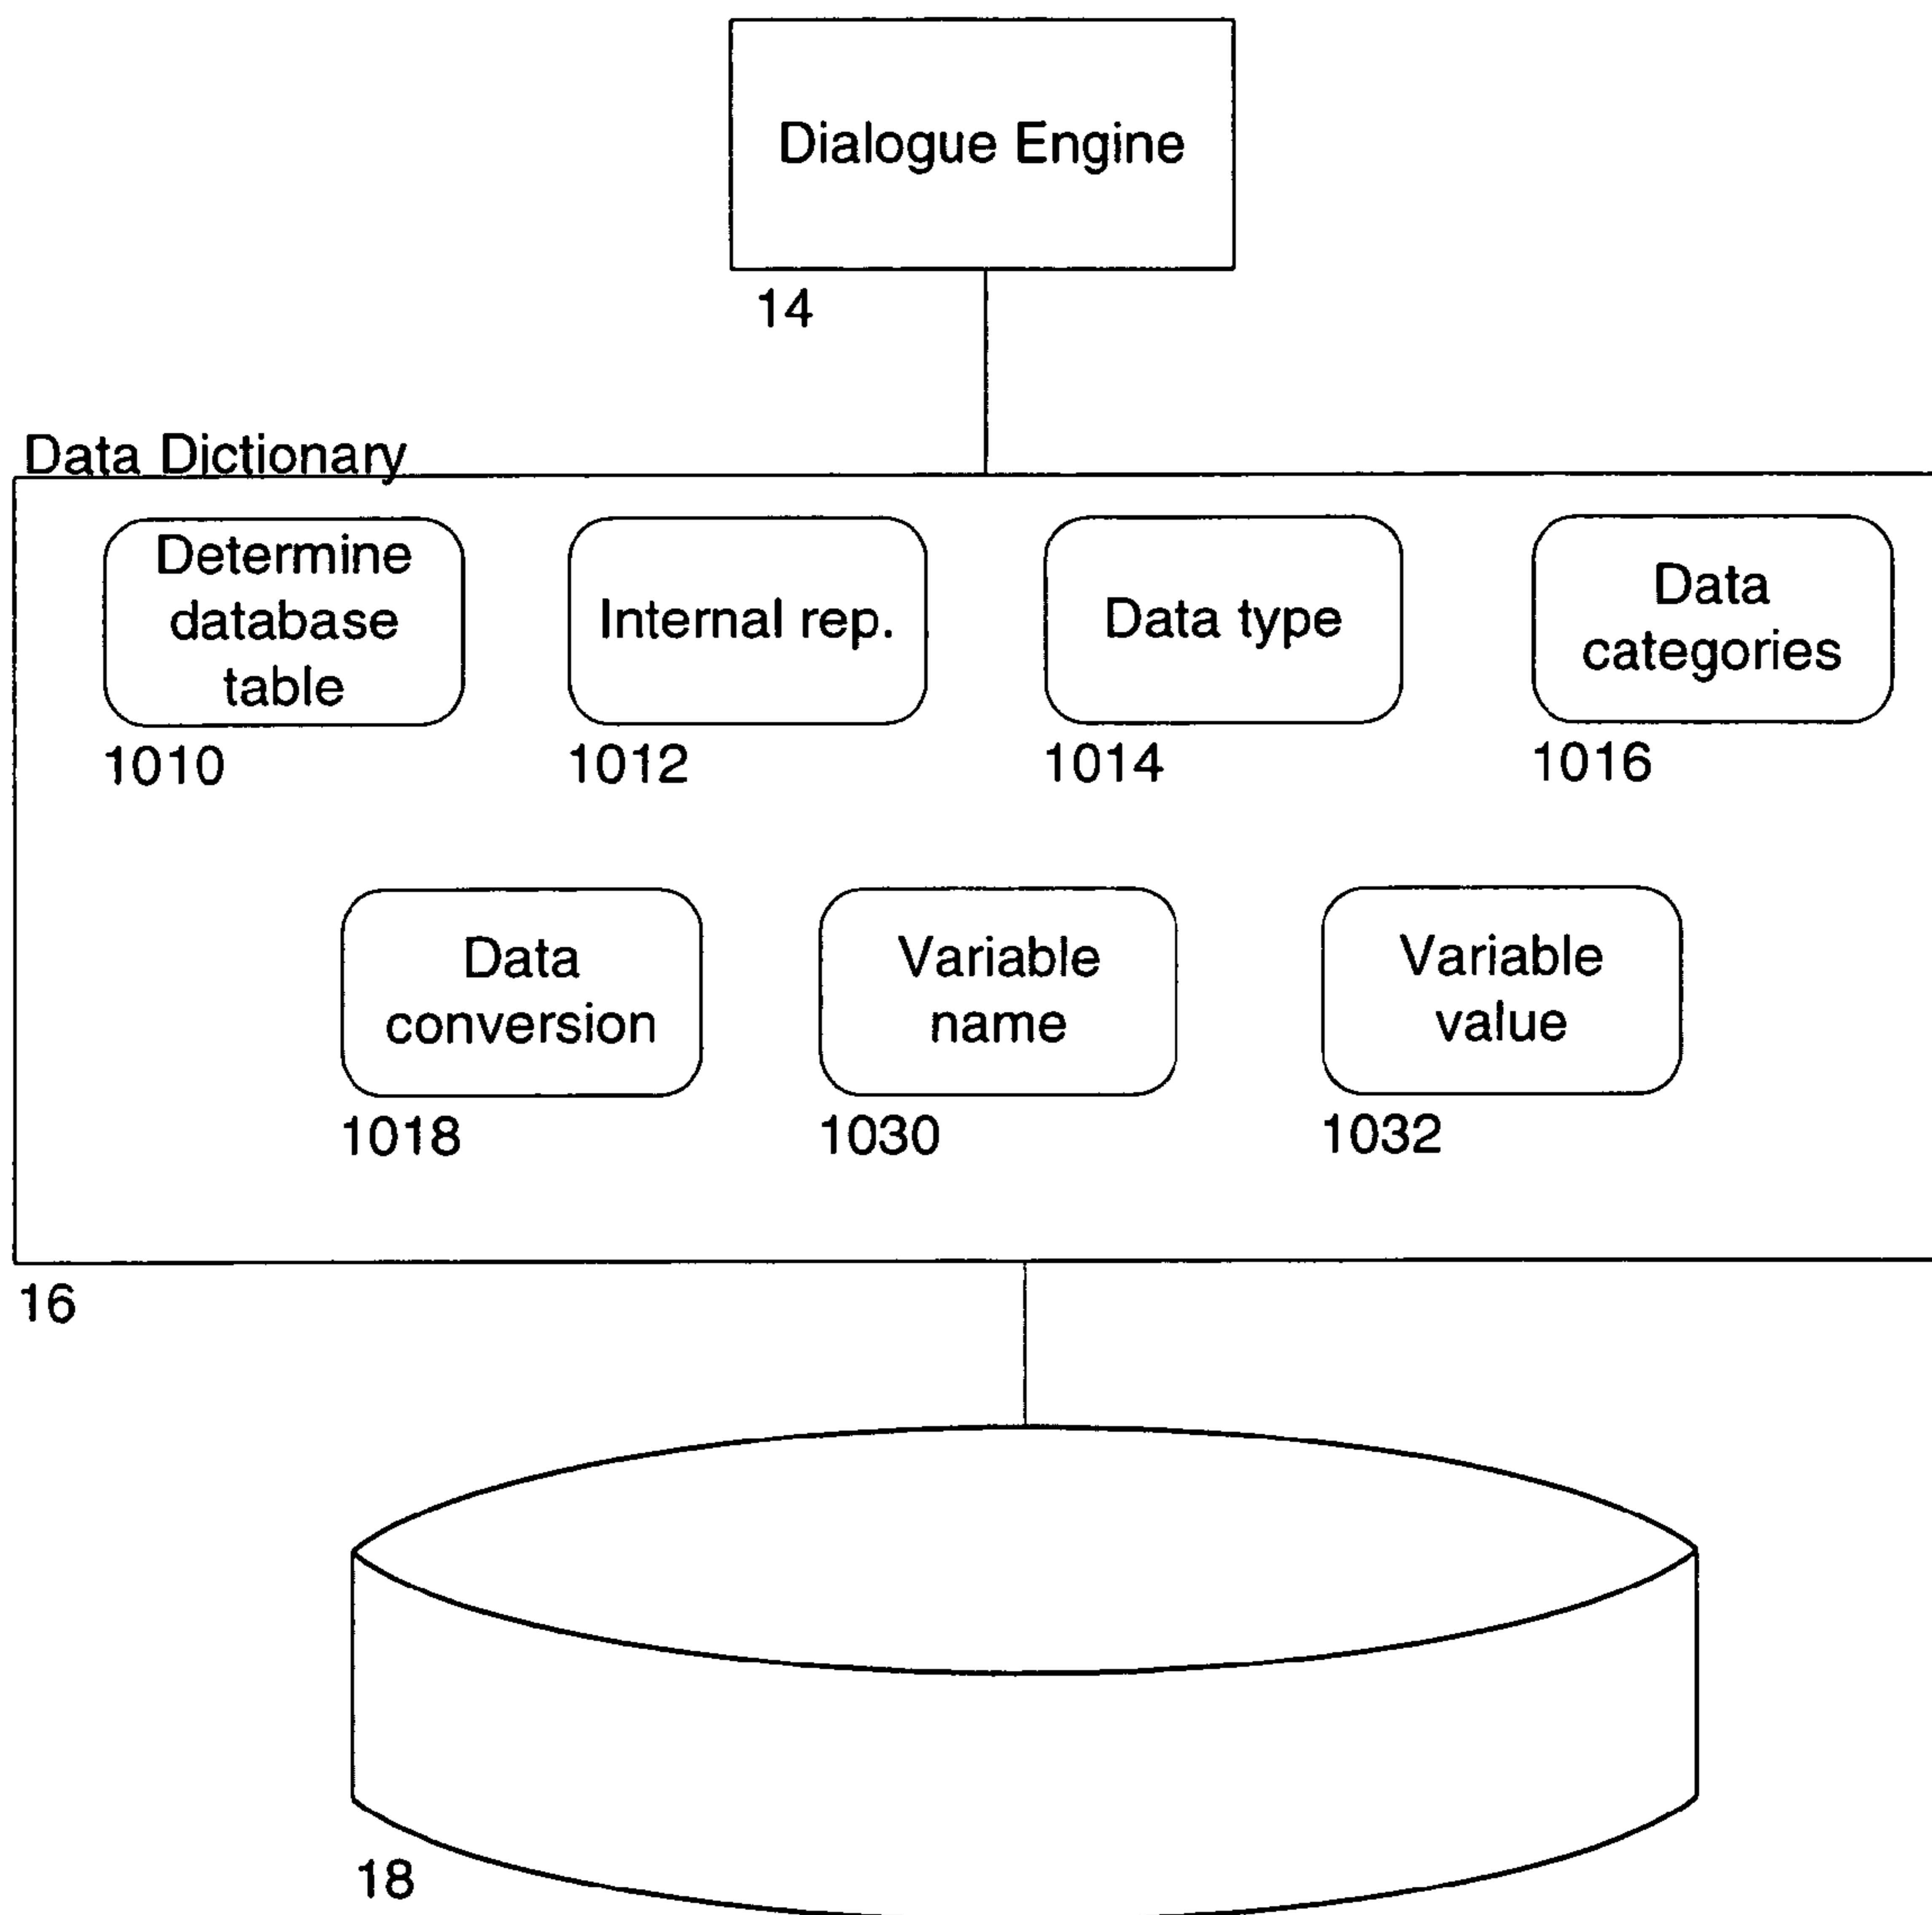 Dialogue Engine
14
Data Dictionary
Determine
database
table
1010
Internal rep.
1012
Data type
1014
Data
categories
1016
Data
conversion
1018
Variable
name
1030
Variable
value
1032
16
18